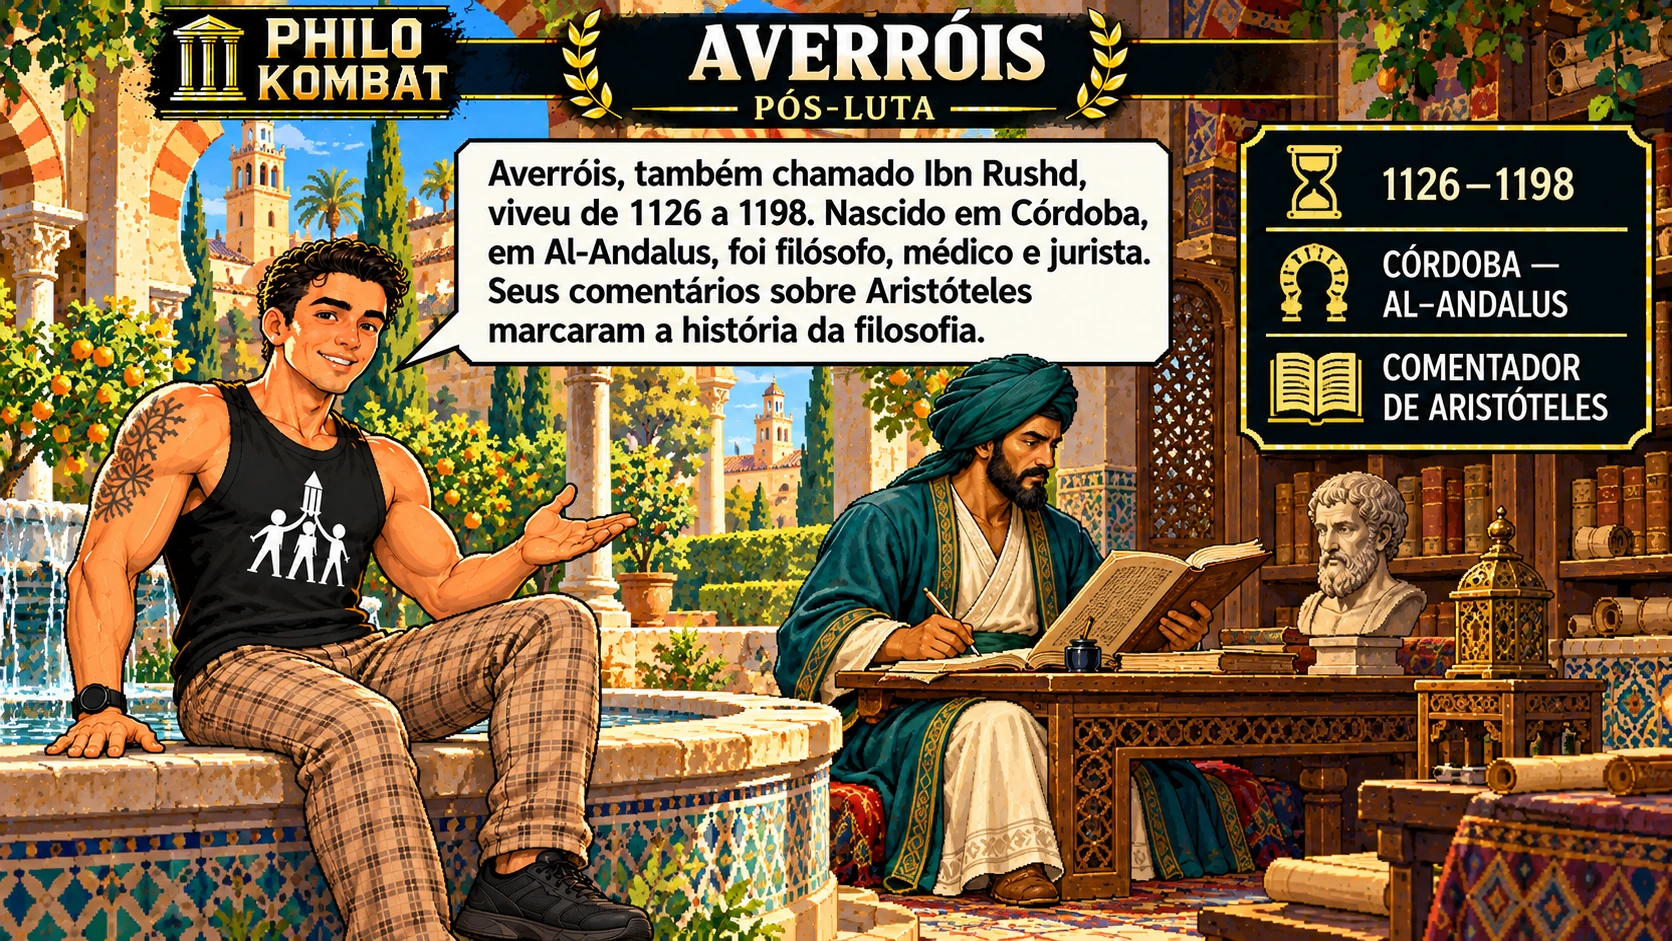 PHILO
KOMBAT
AVERRÓIS
PÓS-LUTA
Averróis, também chamado Ibn Rushd,
viveu de 1126 a 1198. Nascido em Córdoba,
em Al-Andalus, foi filósofo, médico e jurista.
Seus comentários sobre Aristóteles
marcaram a história da filosofia.
1126–1198
CÓRDOBA —
AL-ANDALUS
COMENTADOR
DE ARISTÓTELES